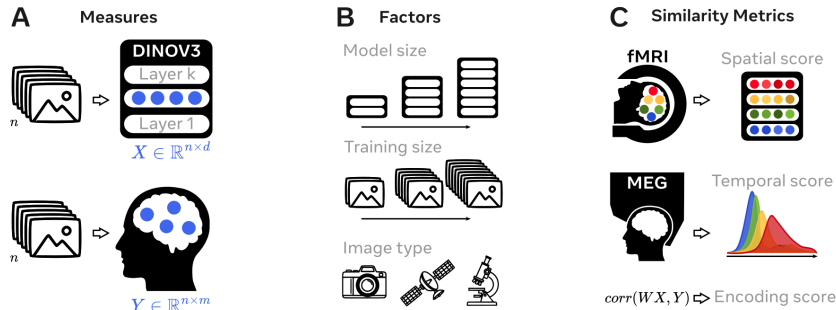 A Measures
DINOV3
Layer k
Layer 1
n
X ∈ ℝ^{n×d}
n
Y ∈ ℝ^{n×m}
B Factors
Model size
Training size
Image type
C Similarity Metrics
fMRI
Spatial score
MEG
Temporal score
corr(WX, Y) ⇨ Encoding score